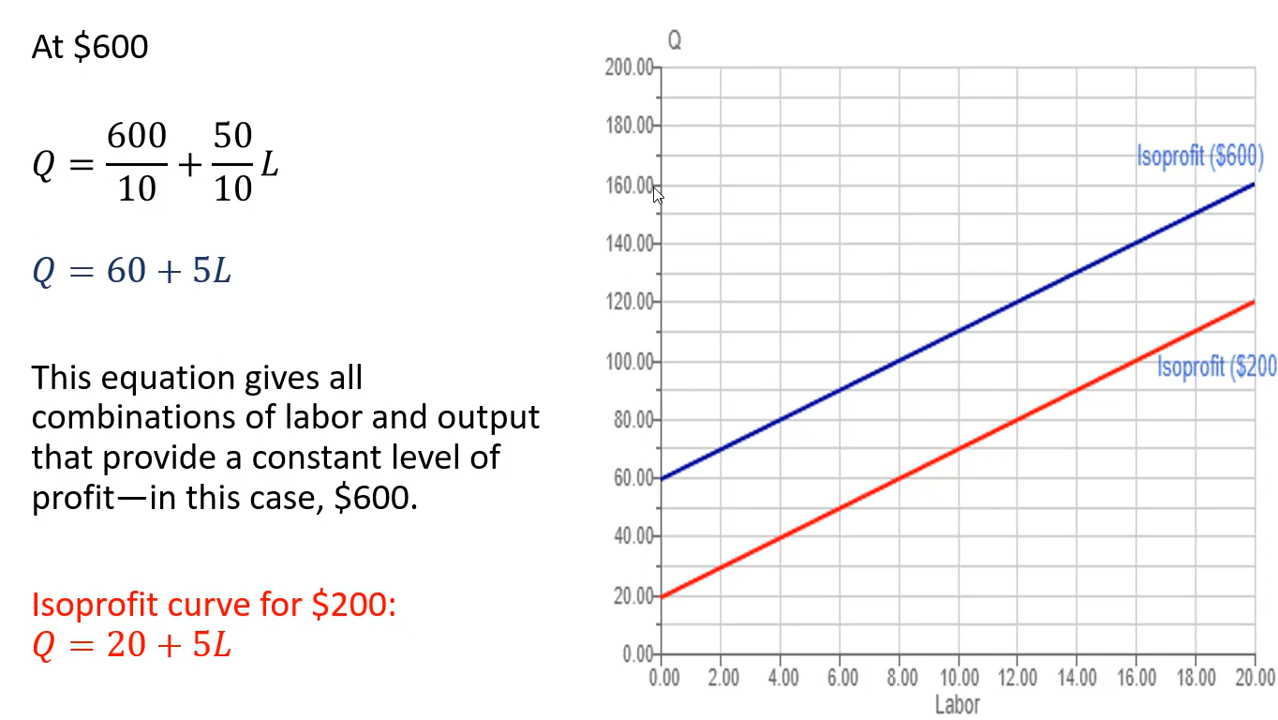 At $600
Q = 600/10 + 50/10 L
Q = 60 + 5L
This equation gives all
combinations of labor and output
that provide a constant level of
profit—in this case, $600.
Isoprofit curve for $200:
Q = 20 + 5L
Q
200.00
180.00
160.00
140.00
120.00
100.00
80.00
60.00
40.00
20.00
0.00
Isoprofit ($600)
Isoprofit ($200
0.00 2.00 4.00 6.00 8.00 10.00 12.00 14.00 16.00 18.00 20.00
Labor